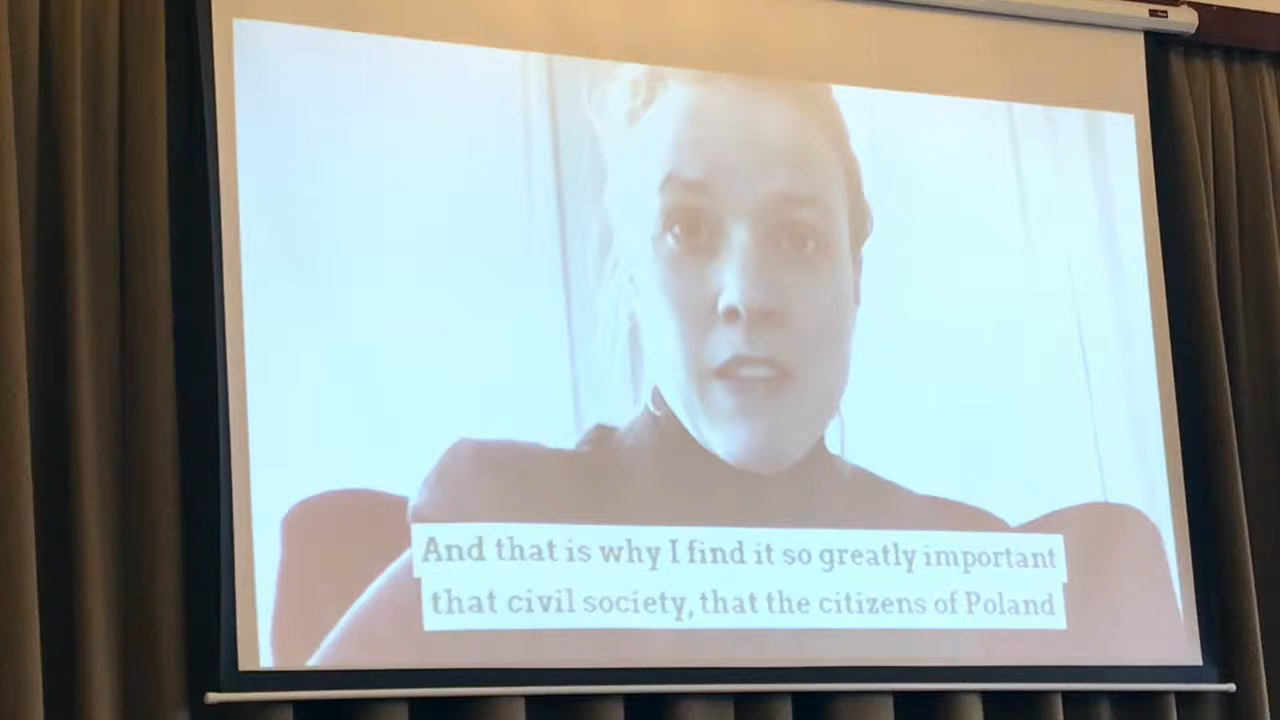 And that is why I find it so greatly important
that civil society, that the citizens of Poland